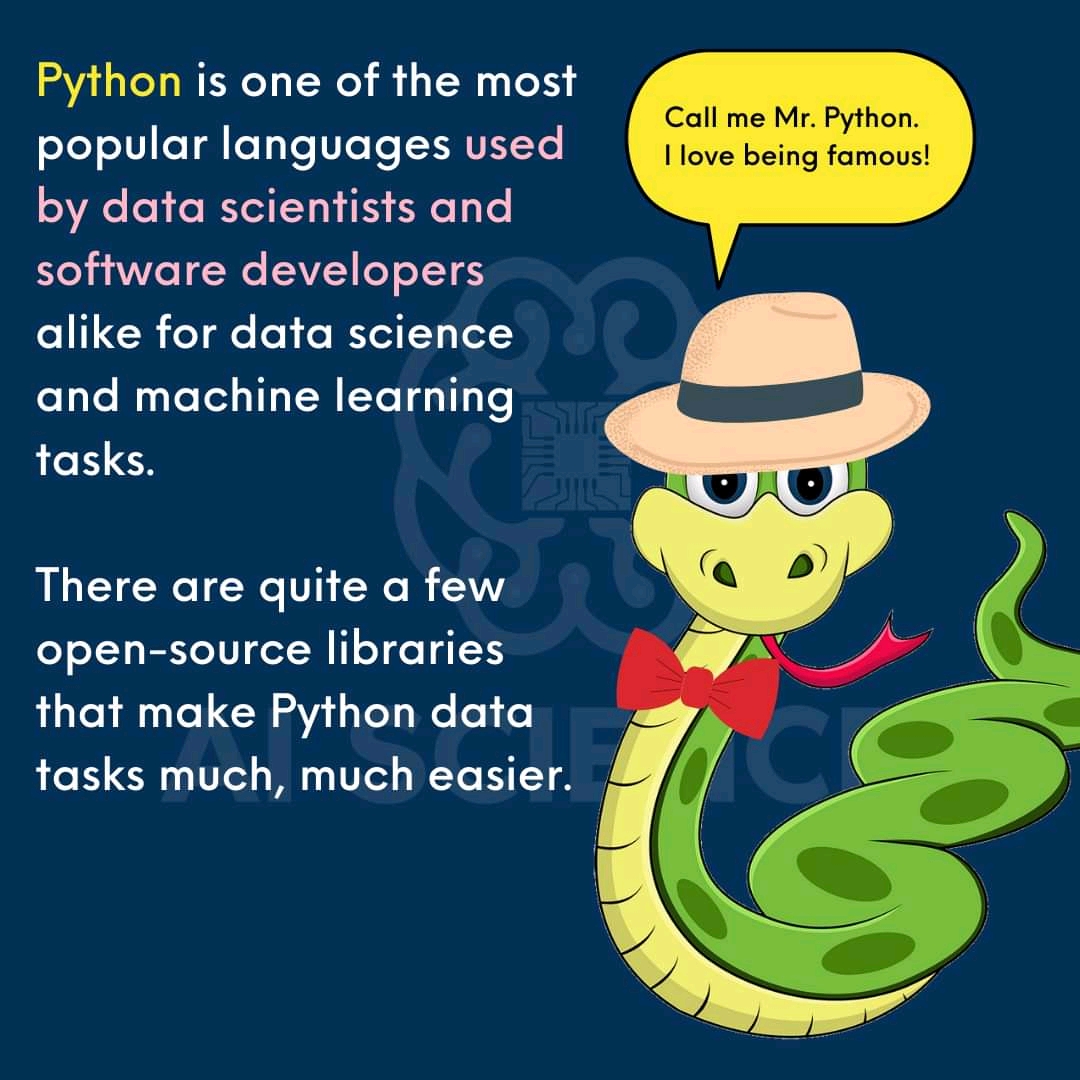 Python is one of the most
popular languages used
by data scientists and
software developers
alike for data science
and machine learning
tasks.
There are quite a few
open-source libraries
that make Python data
tasks much, much easier.
Call me Mr. Python.
I love being famous!
AI SCIENCE